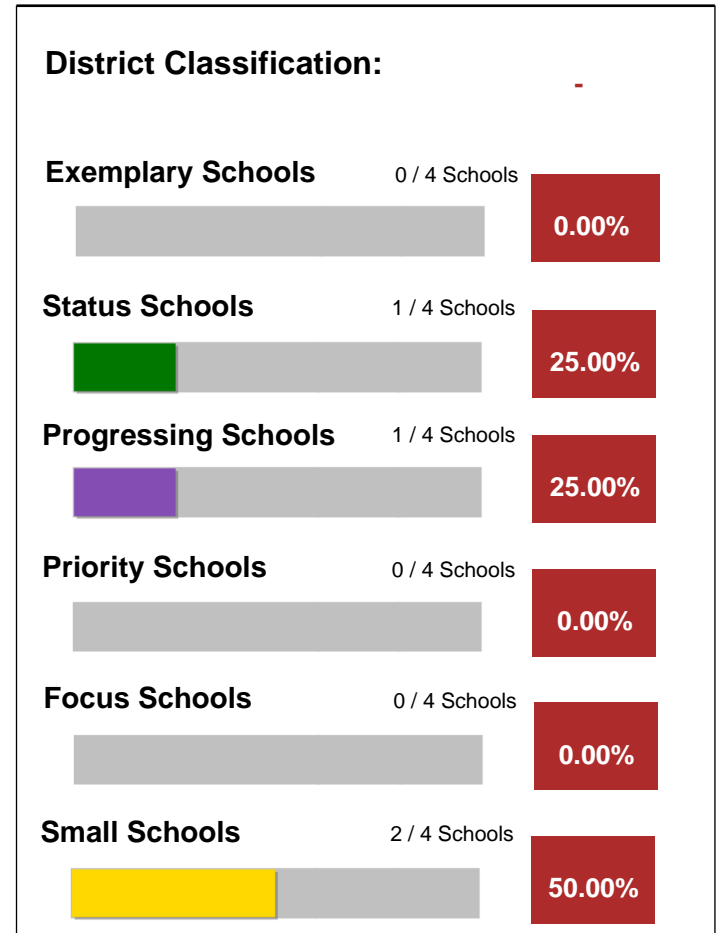 District Classification: -
Exemplary Schools 0 / 4 Schools
0.00%
Status Schools 1 / 4 Schools
25.00%
Progressing Schools 1 / 4 Schools
25.00%
Priority Schools 0 / 4 Schools
0.00%
Focus Schools 0 / 4 Schools
0.00%
Small Schools 2 / 4 Schools
50.00%